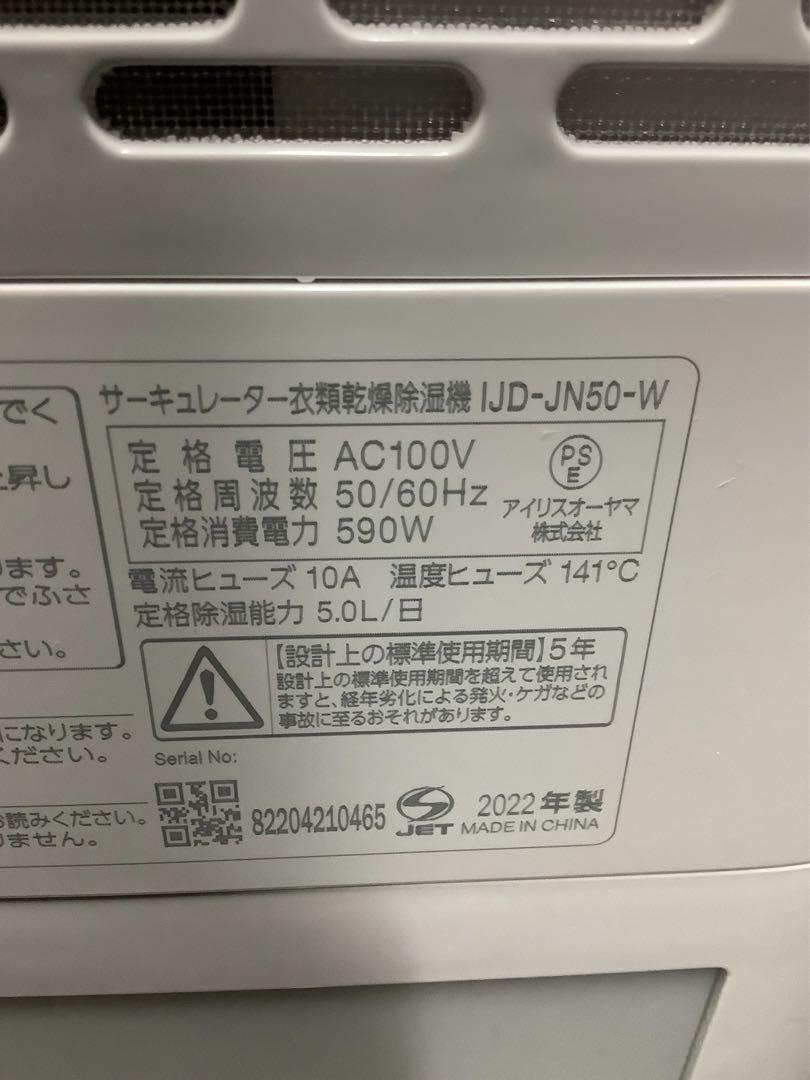 でく
上昇し
ります。
でふさ
さい。
になります。
ください。
お読みください。
りません。
サーキュレーター衣類乾燥除湿機 IJD-JN50-W
定格電圧 AC100V
定格周波数 50/60Hz
定格消費電力 590W
PS
E
アイリスオーヤマ
株式会社
電流ヒューズ 10A 温度ヒューズ 141℃
定格除湿能力 5.0L/日
【設計上の標準使用期間】5年
設計上の標準使用期間を超えて使用され
ますと、経年劣化による発火・ケガなどの
事故に至るおそれがあります。
Serial No:
82204210465
JET
2022年製
MADE IN CHINA